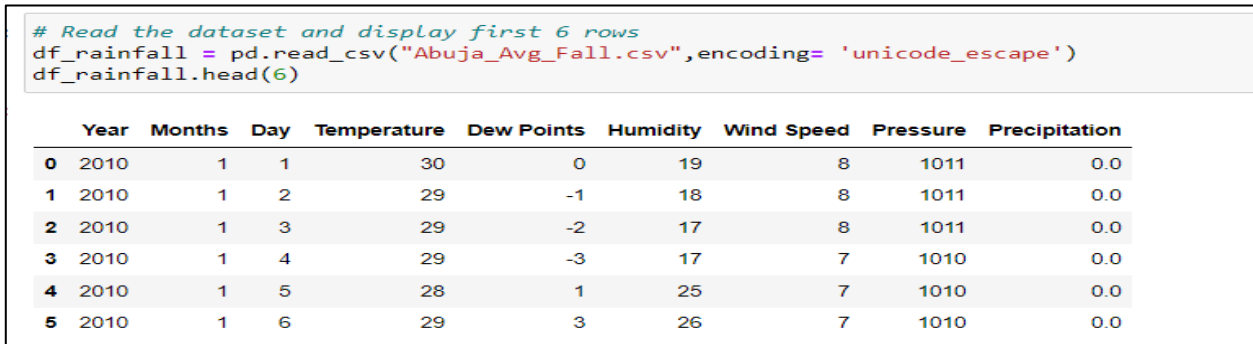 # Read the dataset and display first 6 rows
df_rainfall = pd.read_csv("Abuja_Avg_Fall.csv",encoding= 'unicode_escape')
df_rainfall.head(6)
Year Months Day Temperature Dew Points Humidity Wind Speed Pressure Precipitation
0 2010 1 1 30 0 19 8 1011 0.0
1 2010 1 2 29 -1 18 8 1011 0.0
2 2010 1 3 29 -2 17 8 1011 0.0
3 2010 1 4 29 -3 17 7 1010 0.0
4 2010 1 5 28 1 25 7 1010 0.0
5 2010 1 6 29 3 26 7 1010 0.0